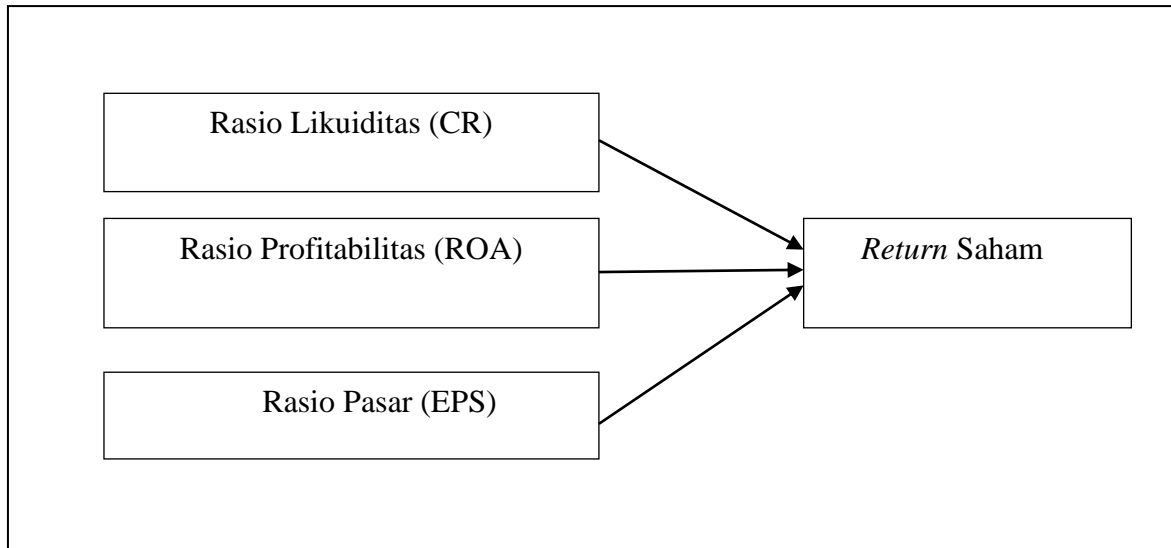 Rasio Likuiditas (CR)
Rasio Profitabilitas (ROA)
Return Saham
Rasio Pasar (EPS)